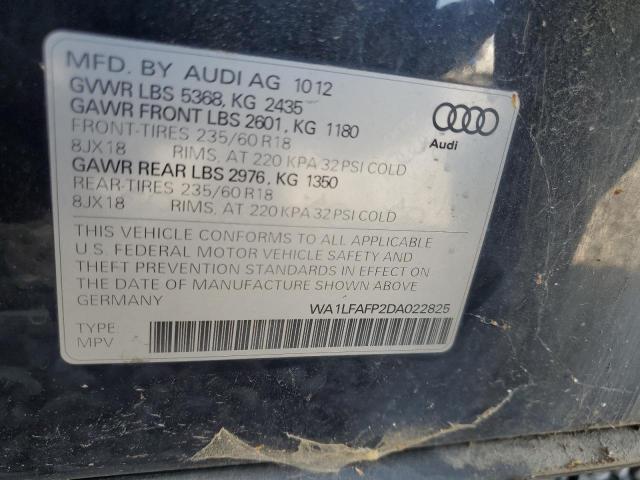 MFD. BY AUDI AG 1012
GVWR LBS 5368, KG 2435
GAWR FRONT LBS 2601, KG 1180
FRONT-TIRES 235/60 R18
8JX18 RIMS, AT 220 KPA 32 PSI COLD
GAWR REAR LBS 2976, KG 1350
REAR-TIRES 235/60 R18
8JX18 RIMS, AT 220 KPA 32 PSI COLD
Audi
THIS VEHICLE CONFORMS TO ALL APPLICABLE
U.S. FEDERAL MOTOR VEHICLE SAFETY AND
THEFT PREVENTION STANDARDS IN EFFECT ON
THE DATE OF MANUFACTURE SHOWN ABOVE
GERMANY
WA1LFAFP2DA022825
TYPE
MPV